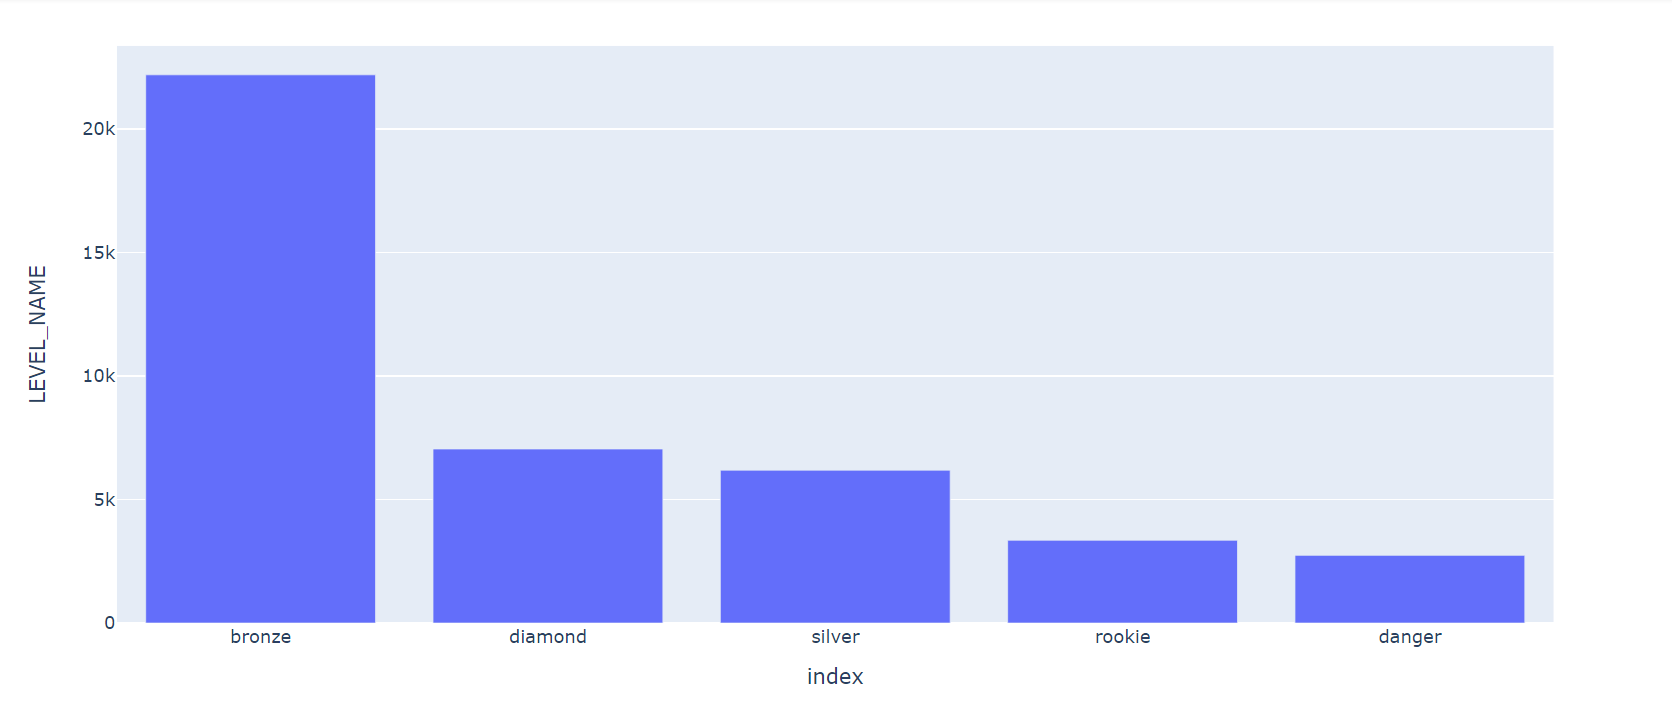 LEVEL_NAME
20k
15k
10k
5k
0
bronze diamond silver rookie danger
index